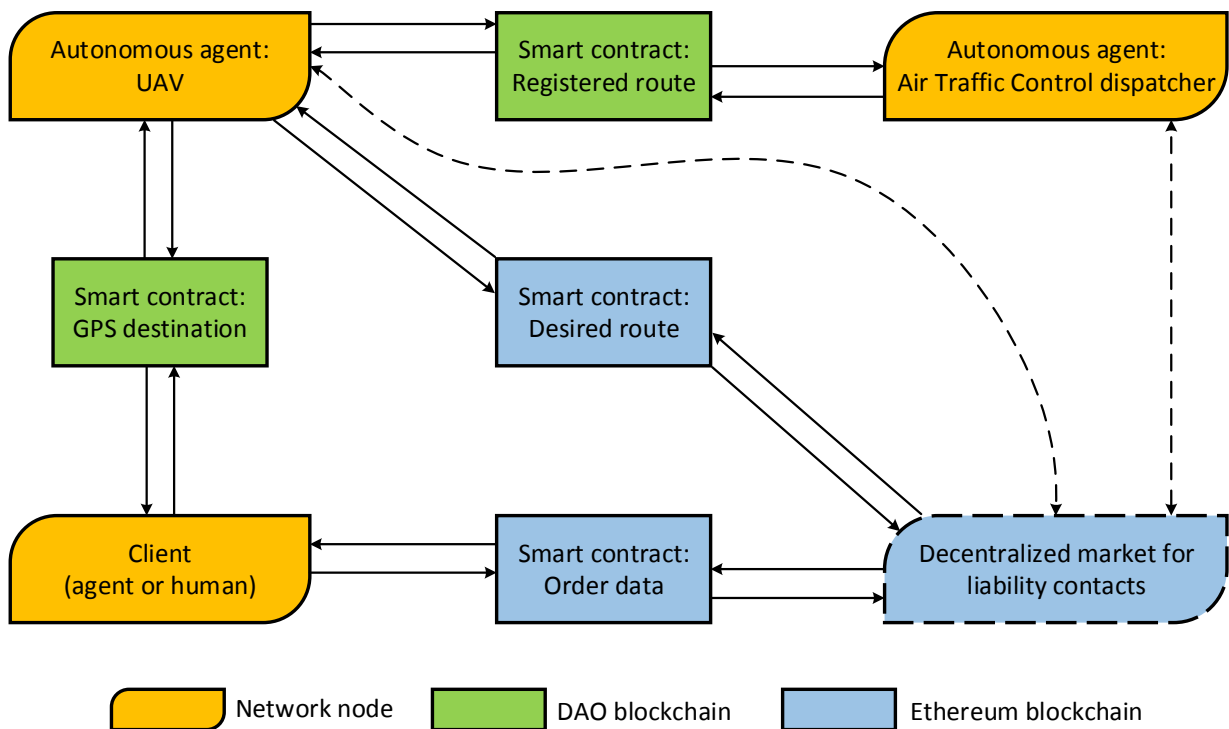 Autonomous agent:
UAV
Smart contract:
Registered route
Autonomous agent:
Air Traffic Control dispatcher
Smart contract:
GPS destination
Smart contract:
Desired route
Client
(agent or human)
Smart contract:
Order data
Decentralized market for
liability contacts
Network node
DAO blockchain
Ethereum blockchain